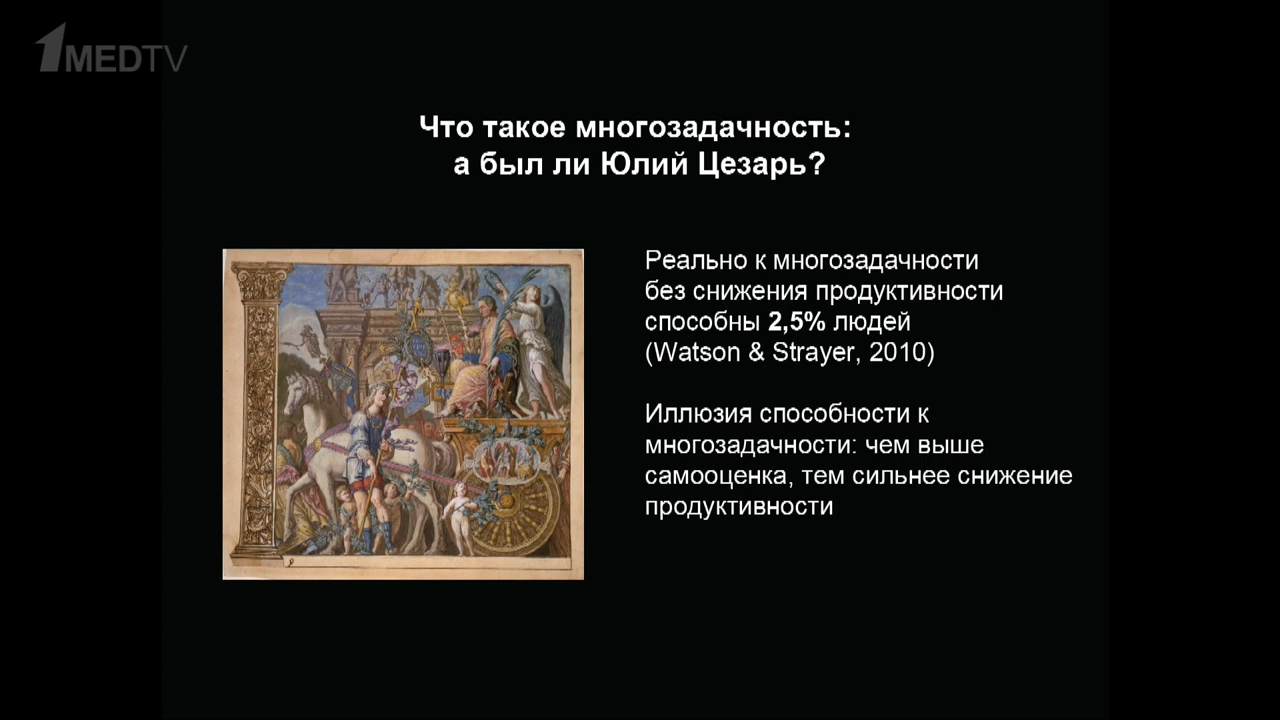 1MEDTV
Что такое многозадачность:
а был ли Юлий Цезарь?
Реально к многозадачности
без снижения продуктивности
способны 2,5% людей
(Watson & Strayer, 2010)
Иллюзия способности к
многозадачности: чем выше
самооценка, тем сильнее снижение
продуктивности